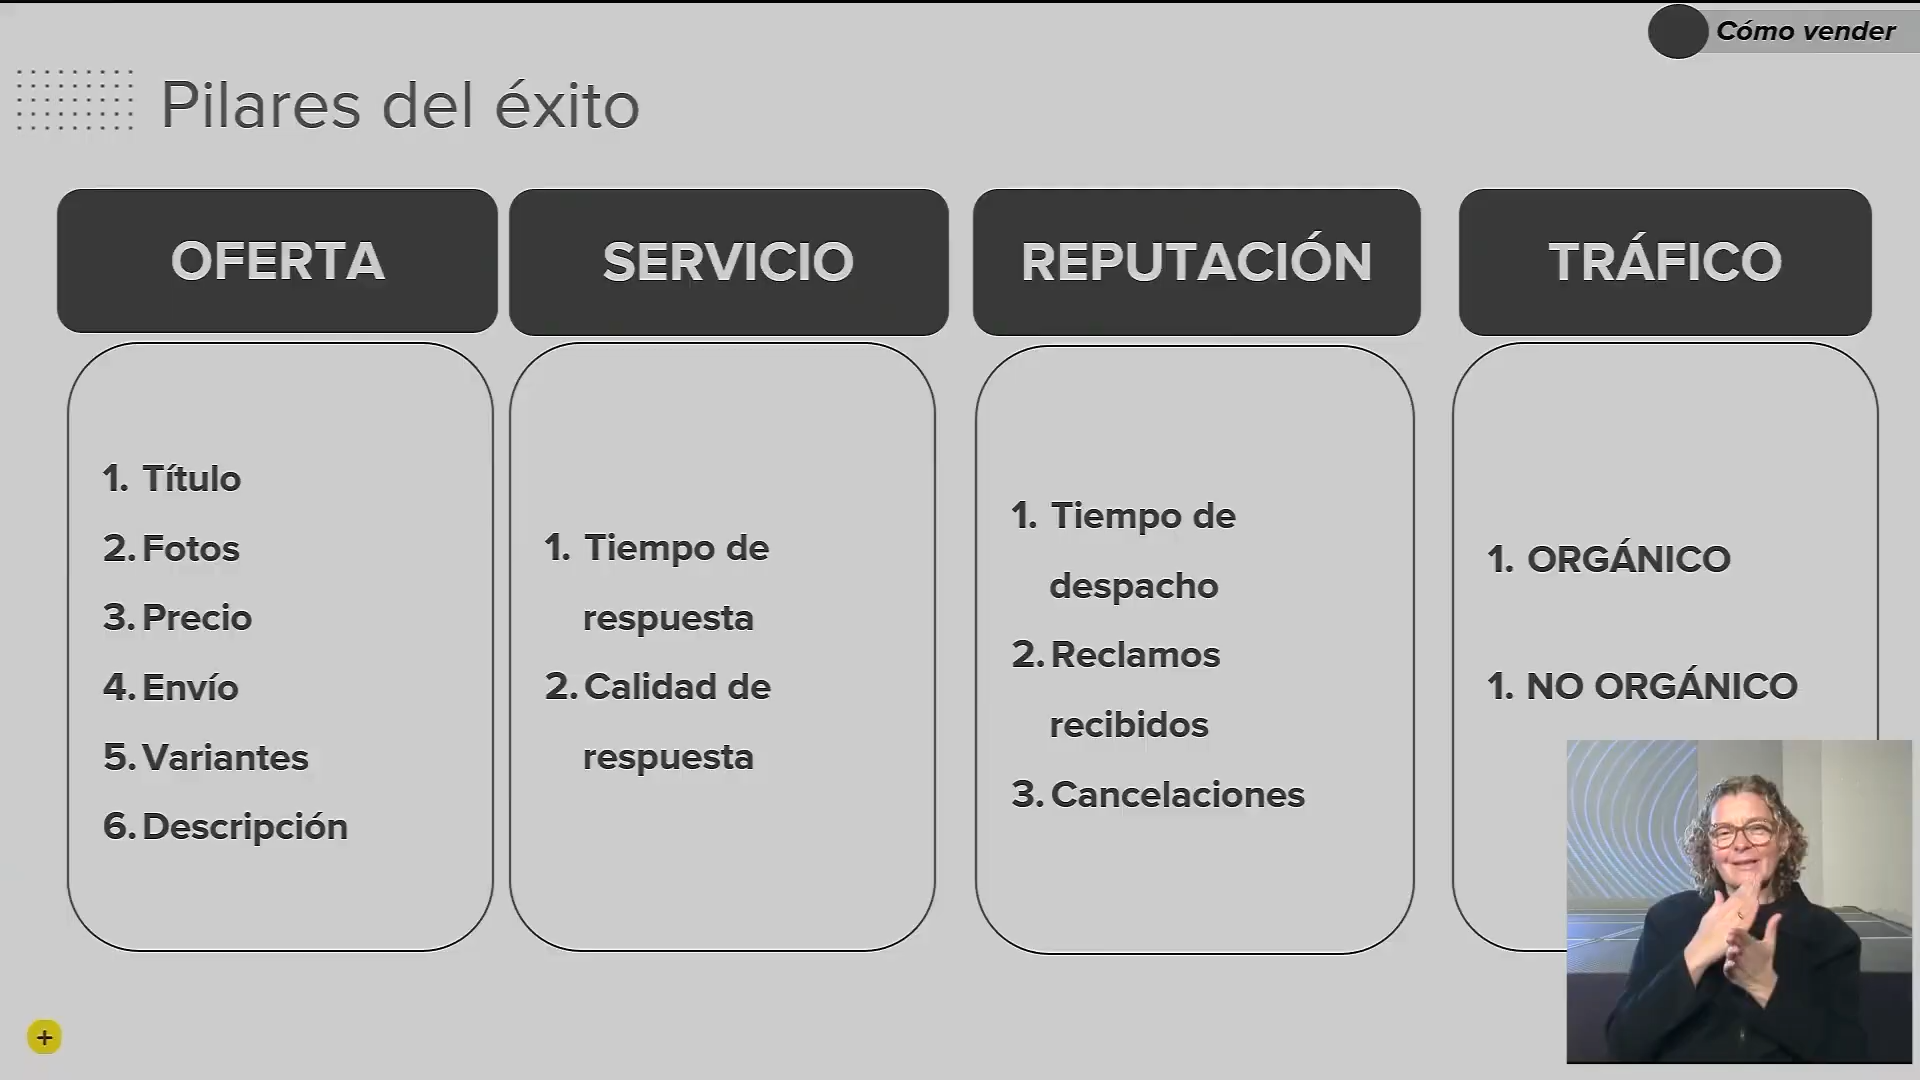 Cómo vender
Pilares del éxito
OFERTA
1. Título
2. Fotos
3. Precio
4. Envío
5. Variantes
6. Descripción
SERVICIO
1. Tiempo de
respuesta
2. Calidad de
respuesta
REPUTACIÓN
1. Tiempo de
despacho
2. Reclamos
recibidos
3. Cancelaciones
TRÁFICO
1. ORGÁNICO
1. NO ORGÁNICO
+